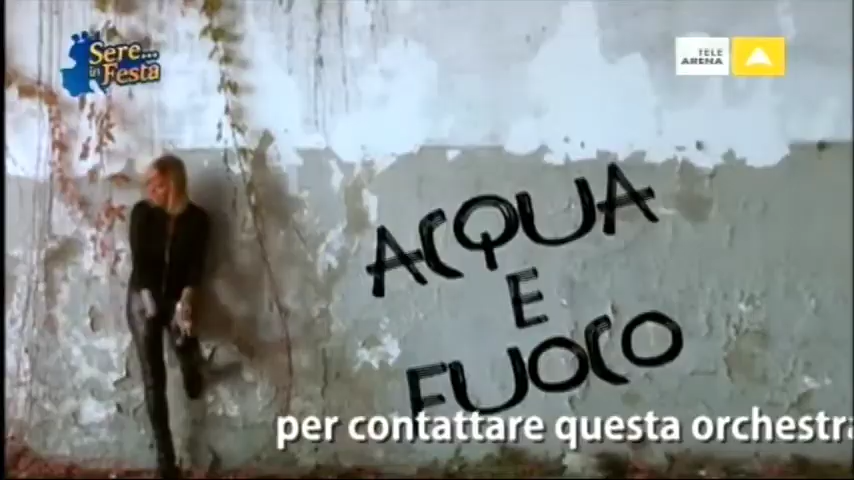 Sere...
in Festa
TELE
ARENA
ACQUA
E
FUOCO
per contattare questa orchestra